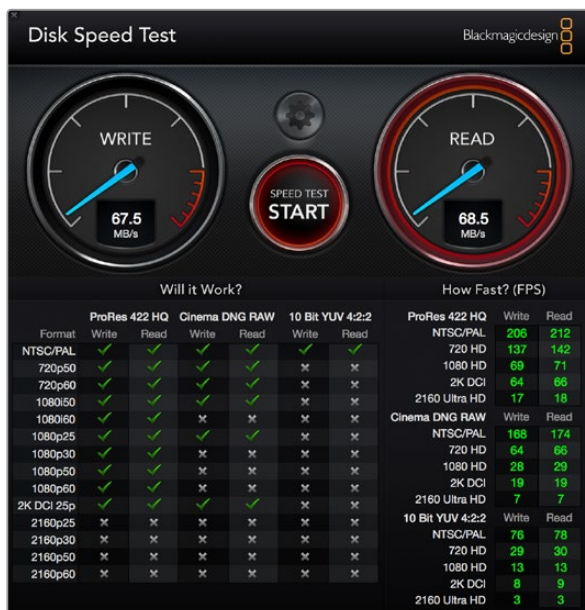 Disk Speed Test
Blackmagicdesign
WRITE
67.5
MB/s
SPEED TEST
START
READ
68.5
MB/s
Will it Work?
ProRes 422 HQ Cinema DNG RAW 10 Bit YUV 4:2:2
Format Write Read Write Read Write Read
NTSC/PAL
720p50
720p60
1080i50
1080i60
1080p25
1080p30
1080p50
1080p60
2K DCI 25p
2160p25
2160p30
2160p50
2160p60
How Fast? (FPS)
ProRes 422 HQ Write Read
NTSC/PAL 206 212
720 HD 137 142
1080 HD 69 71
2K DCI 64 66
2160 Ultra HD 17 18
Cinema DNG RAW Write Read
NTSC/PAL 168 174
720 HD 64 66
1080 HD 28 29
2K DCI 19 19
2160 Ultra HD 7 7
10 Bit YUV 4:2:2 Write Read
NTSC/PAL 76 78
720 HD 29 30
1080 HD 13 13
2K DCI 8 9
2160 Ultra HD 3 3